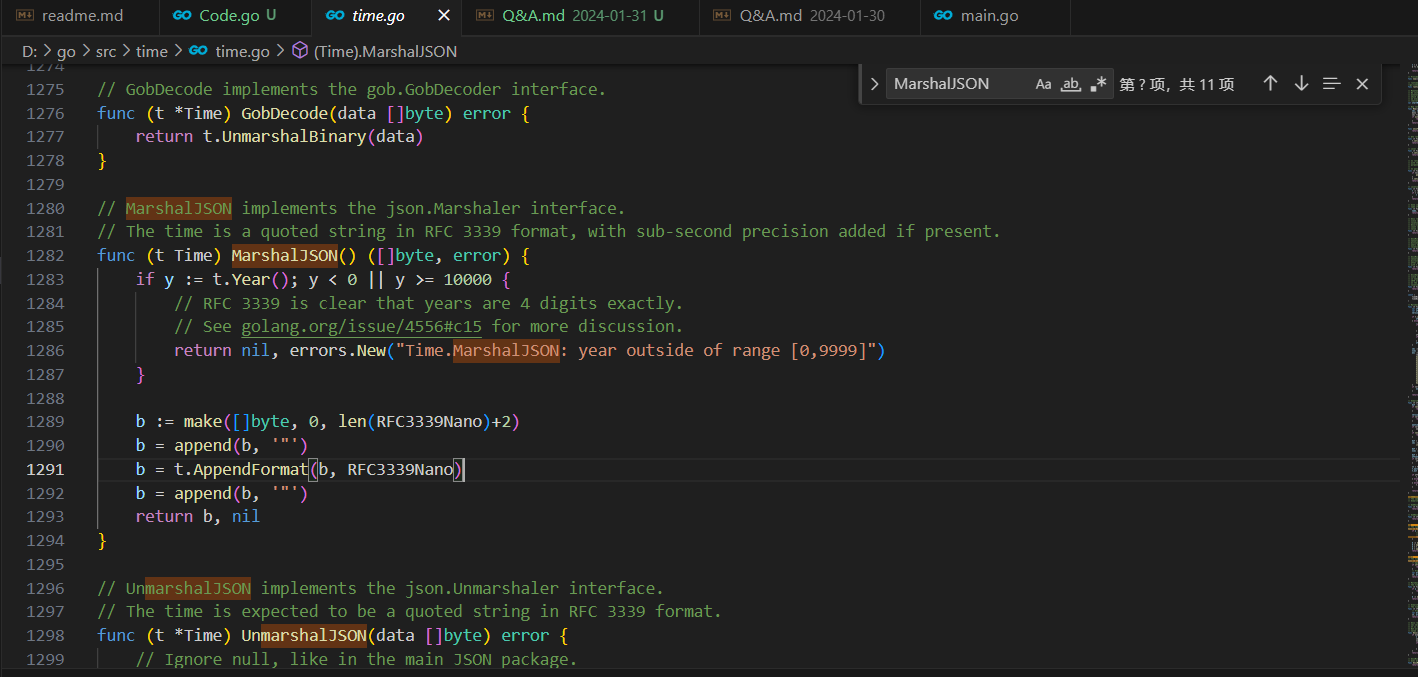 readme.md GO Code.go U GO time.go Q&A.md 2024-01-31 U Q&A.md 2024-01-30 GO main.go
D: > go > src > time > GO time.go > (Time).MarshalJSON
MarshalJSON Aa ab 第 ? 项，共 11 项
1274
1275 // GobDecode implements the gob.GobDecoder interface.
1276 func (t *Time) GobDecode(data []byte) error {
1277 return t.UnmarshalBinary(data)
1278 }
1279
1280 // MarshalJSON implements the json.Marshaler interface.
1281 // The time is a quoted string in RFC 3339 format, with sub-second precision added if present.
1282 func (t Time) MarshalJSON() ([]byte, error) {
1283 if y := t.Year(); y < 0 || y >= 10000 {
1284 // RFC 3339 is clear that years are 4 digits exactly.
1285 // See golang.org/issue/4556#c15 for more discussion.
1286 return nil, errors.New("Time.MarshalJSON: year outside of range [0,9999]")
1287 }
1288
1289 b := make([]byte, 0, len(RFC3339Nano)+2)
1290 b = append(b, '"')
1291 b = t.AppendFormat(b, RFC3339Nano)
1292 b = append(b, '"')
1293 return b, nil
1294 }
1295
1296 // UnmarshalJSON implements the json.Unmarshaler interface.
1297 // The time is expected to be a quoted string in RFC 3339 format.
1298 func (t *Time) UnmarshalJSON(data []byte) error {
1299 // Ignore null, like in the main JSON package.